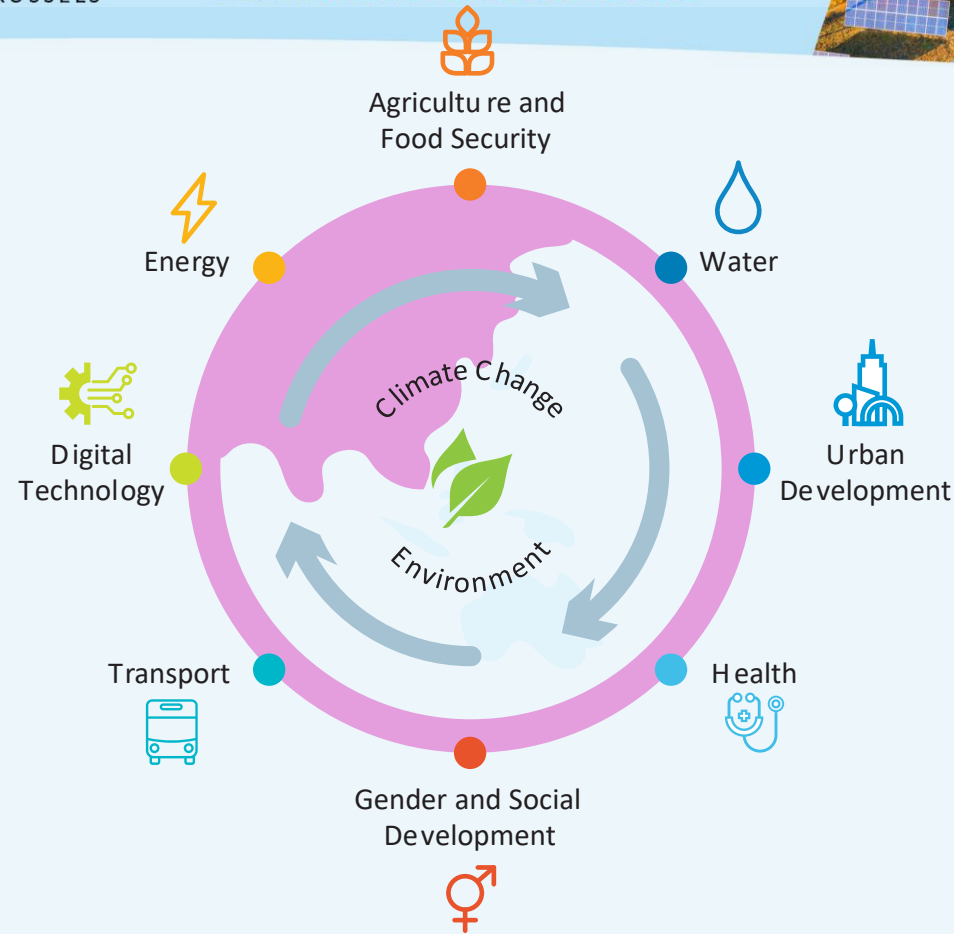 Agriculture and
Food Security
Energy
Water
Climate Change
Digital
Technology
Urban
Development
Environment
Transport
Health
Gender and Social
Development